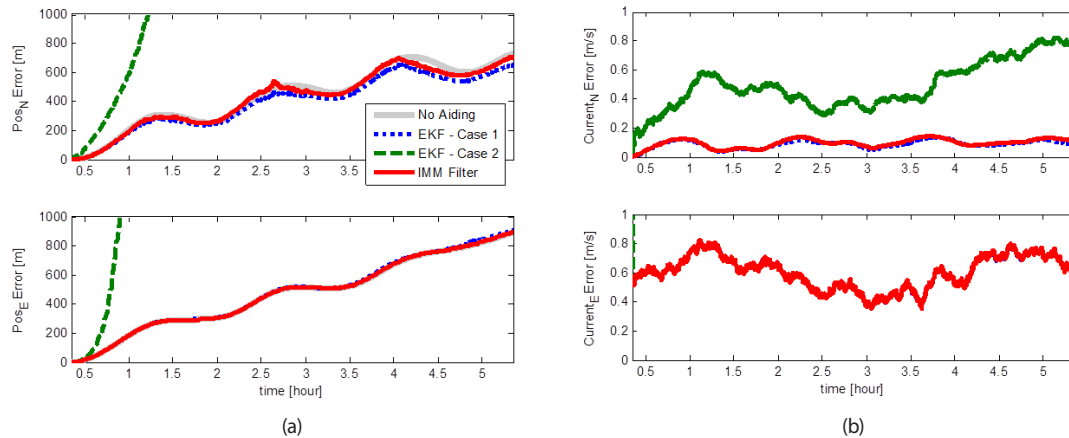 1000
800
600
400
200
0
Pos_N Error [m]
0.5 1 1.5 2 2.5 3 3.5 4 4.5 5
No Aiding
EKF - Case 1
EKF - Case 2
IMM Filter
1000
800
600
400
200
0
Pos_E Error [m]
0.5 1 1.5 2 2.5 3 3.5 4 4.5 5
time [hour]
(a)
1
0.8
0.6
0.4
0.2
0
Current_N Error [m/s]
0.5 1 1.5 2 2.5 3 3.5 4 4.5 5
1
0.8
0.6
0.4
0.2
0
Current_E Error [m/s]
0.5 1 1.5 2 2.5 3 3.5 4 4.5 5
time [hour]
(b)